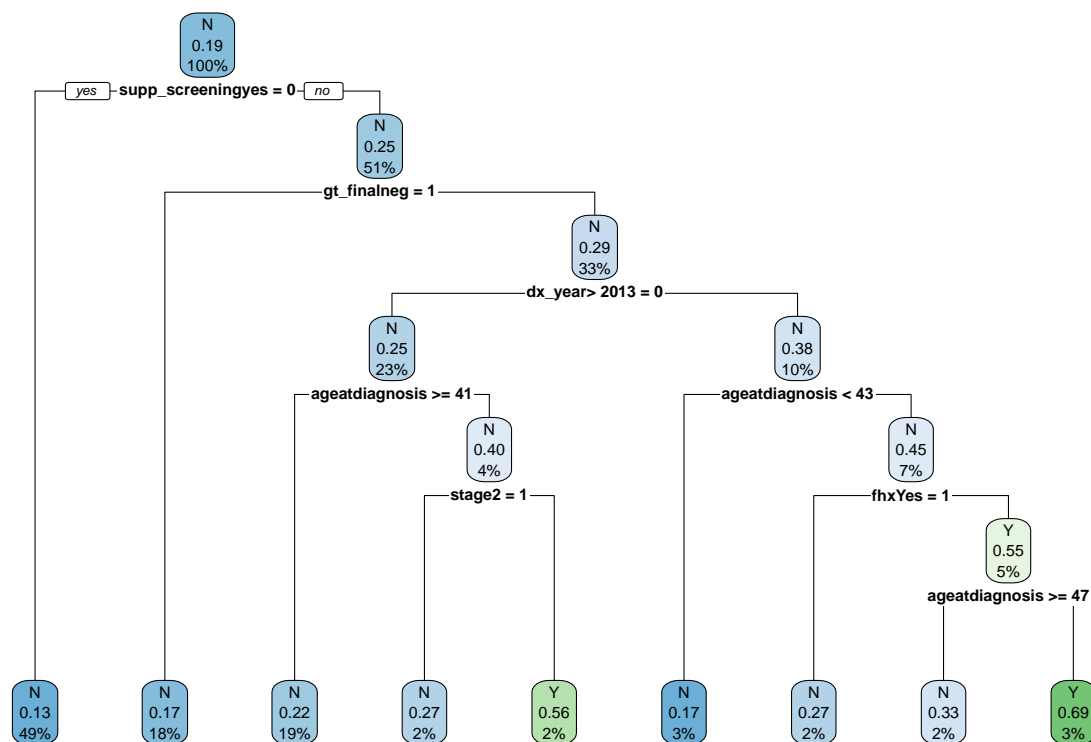 N
0.19
100%
yes supp_screeningyes = 0 no
N
0.25
51%
gt_finalneg = 1
N
0.29
33%
dx_year> 2013 = 0
N
0.25
23%
N
0.38
10%
ageatdiagnosis >= 41
ageatdiagnosis < 43
N
0.40
4%
N
0.45
7%
stage2 = 1
fhxYes = 1
Y
0.55
5%
ageatdiagnosis >= 47
N
0.13
49%
N
0.17
18%
N
0.22
19%
N
0.27
2%
Y
0.56
2%
N
0.17
3%
N
0.27
2%
N
0.33
2%
Y
0.69
3%